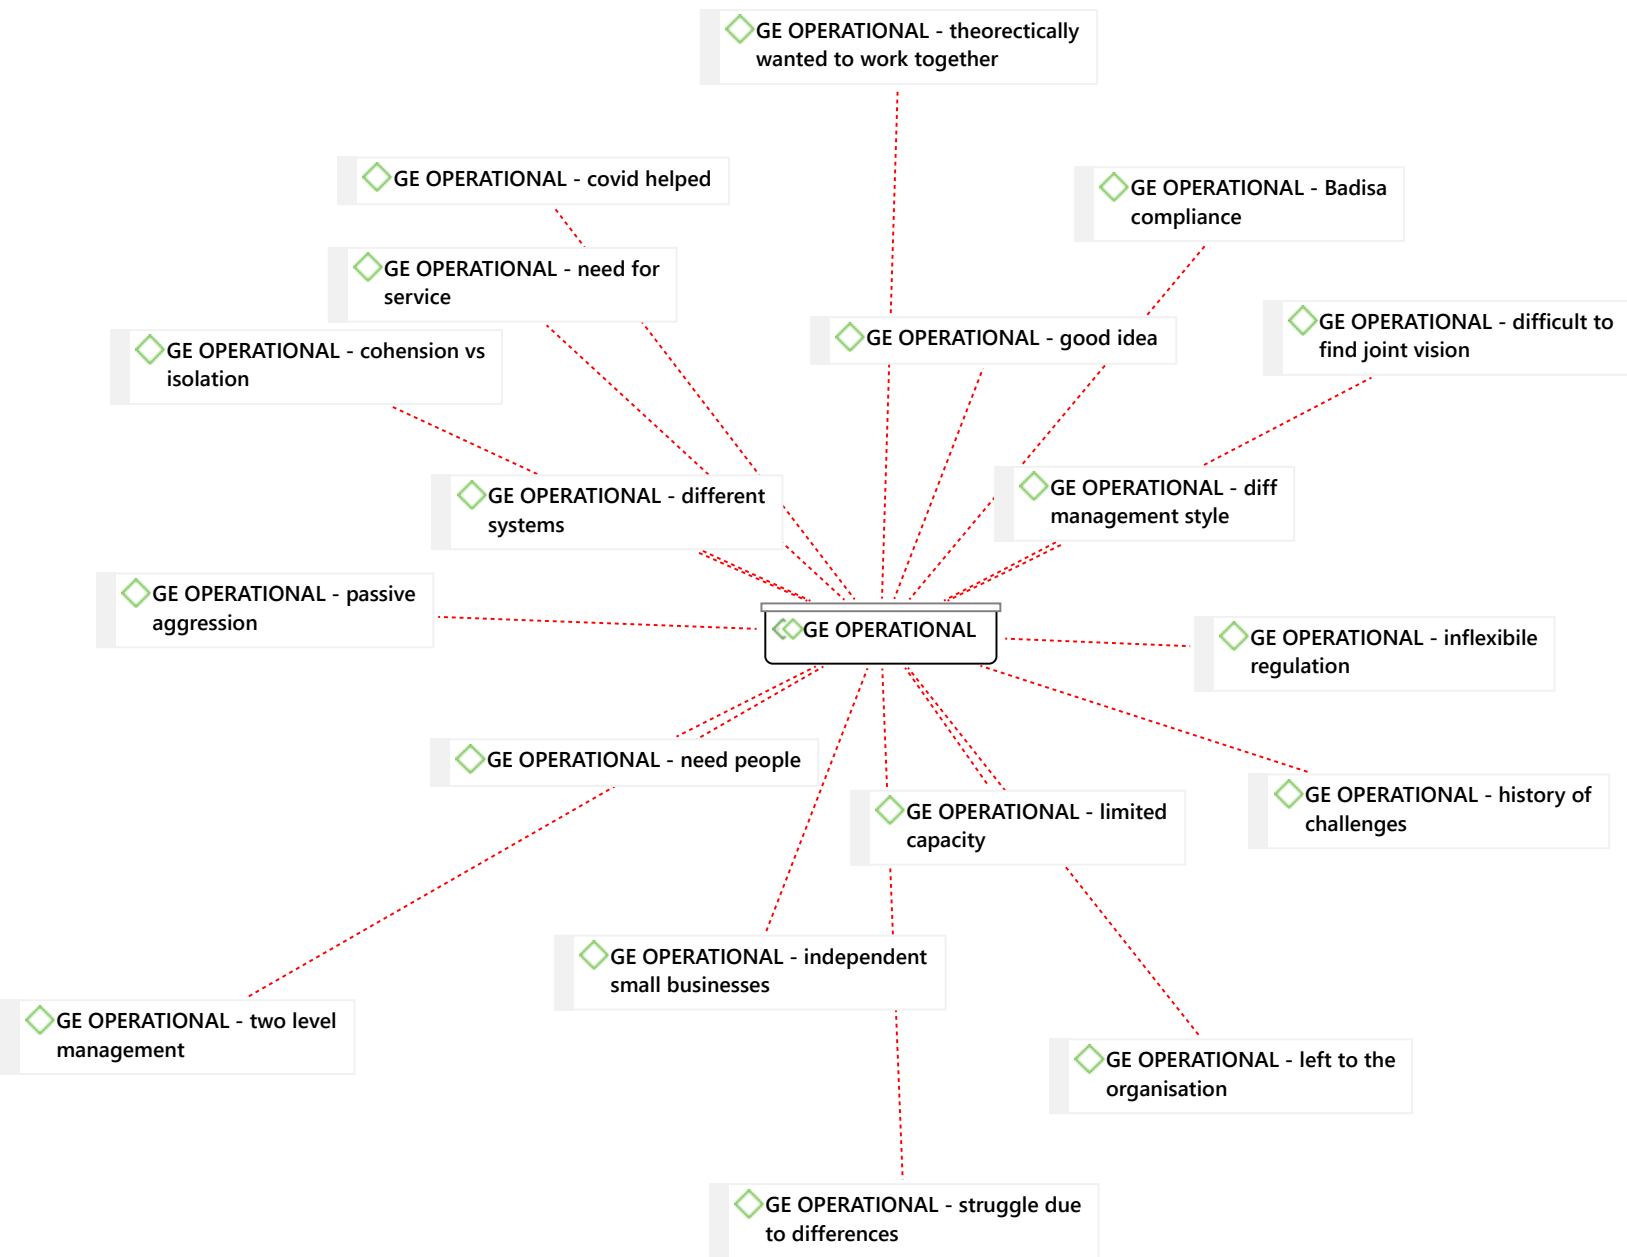 GE OPERATIONAL - theorectically
wanted to work together
GE OPERATIONAL - covid helped
GE OPERATIONAL - Badisa
compliance
GE OPERATIONAL - need for
service
GE OPERATIONAL - good idea
GE OPERATIONAL - difficult to
find joint vision
GE OPERATIONAL - cohension vs
isolation
GE OPERATIONAL - different
systems
GE OPERATIONAL - diff
management style
GE OPERATIONAL - passive
aggression
GE OPERATIONAL
GE OPERATIONAL - inflexibile
regulation
GE OPERATIONAL - need people
GE OPERATIONAL - limited
capacity
GE OPERATIONAL - history of
challenges
GE OPERATIONAL - independent
small businesses
GE OPERATIONAL - two level
management
GE OPERATIONAL - left to the
organisation
GE OPERATIONAL - struggle due
to differences